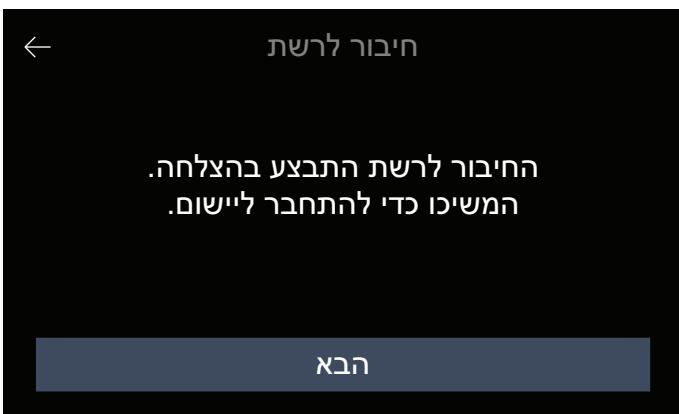 חיבור לרשת
החיבור לרשת התבצע בהצלחה.
המשיכו כדי להתחבר ליישום.
הבא